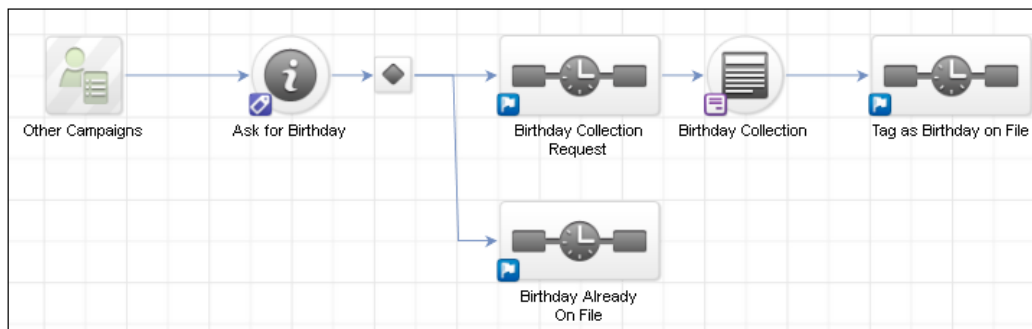 Other Campaigns
Ask for Birthday
Birthday Collection
Request
Birthday Collection
Tag as Birthday on File
Birthday Already
On File